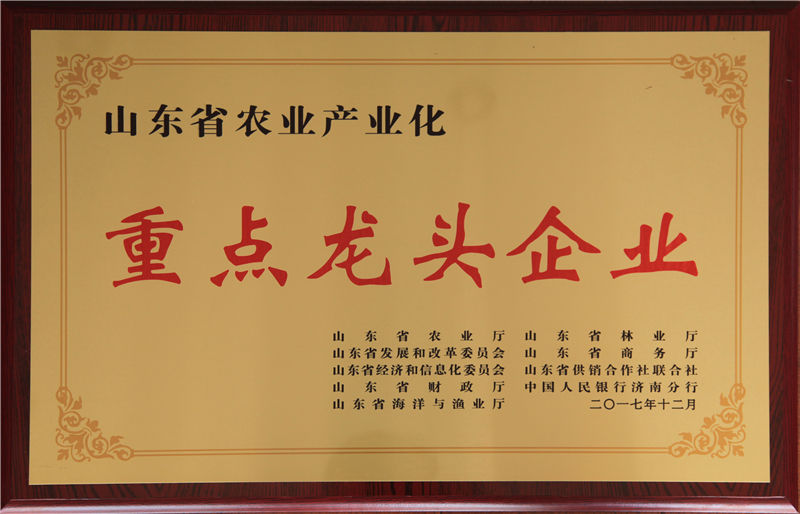 山东省农业产业化
重点龙头企业
山东省农业厅 山东省林业厅
山东省发展和改革委员会 山东省商务厅
山东省经济和信息化委员会 山东省供销合作社联合社
山东省财政厅 中国人民银行济南分行
山东省海洋与渔业厅 二〇一七年十二月